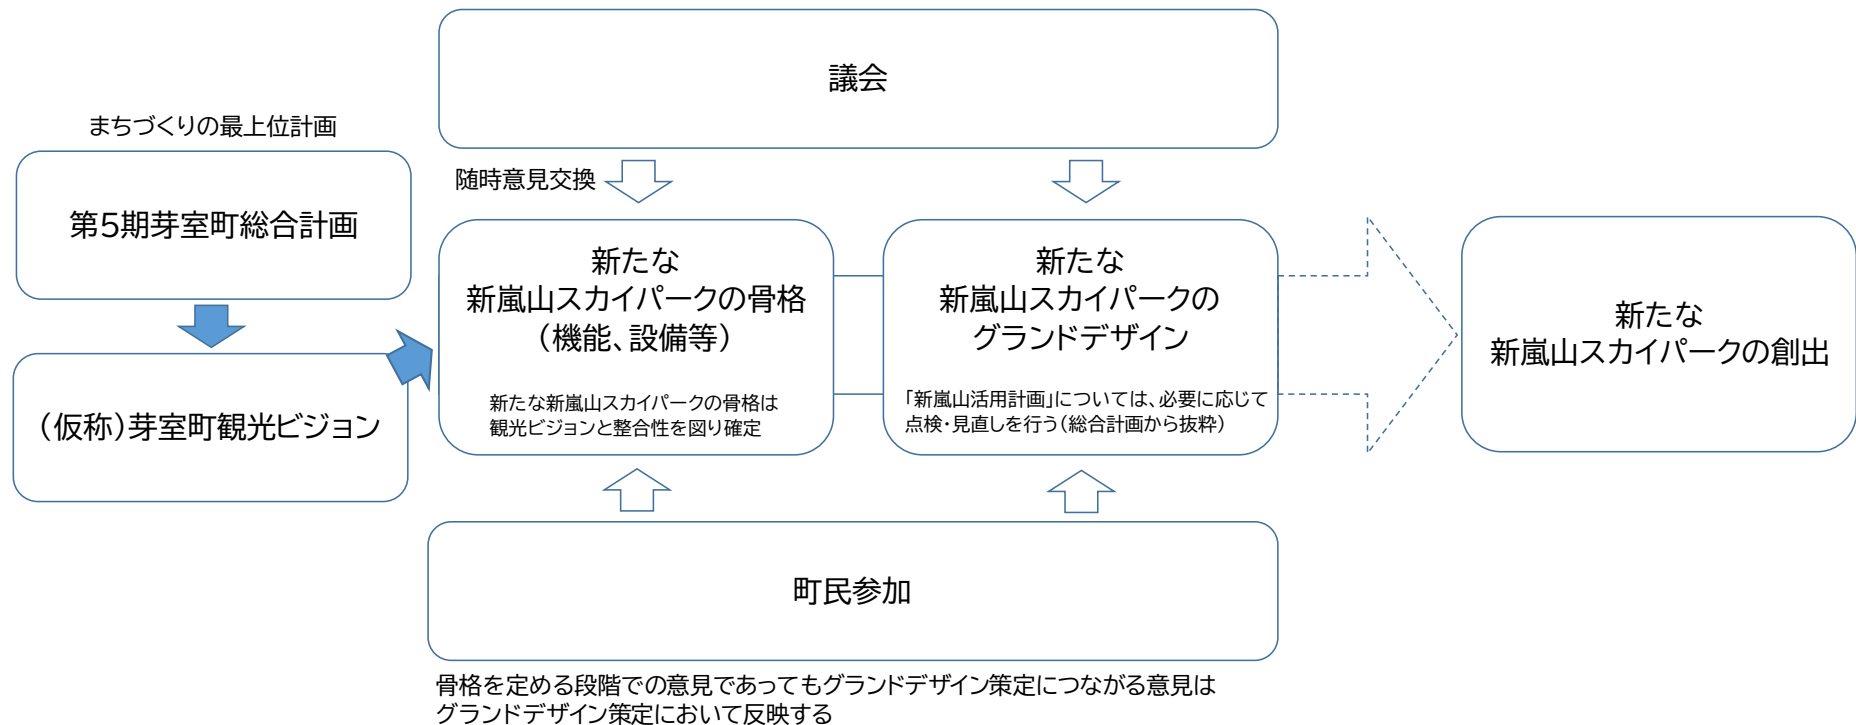 議会
まちづくりの最上位計画
随時意見交換
第5期芽室町総合計画
(仮称)芽室町観光ビジョン
新たな
新嵐山スカイパークの骨格
(機能、設備等)
新たな新嵐山スカイパークの骨格は
観光ビジョンと整合性を図り確定
新たな
新嵐山スカイパークの
グランドデザイン
「新嵐山活用計画」については、必要に応じて
点検・見直しを行う(総合計画から抜粋)
新たな
新嵐山スカイパークの創出
町民参加
骨格を定める段階での意見であってもグランドデザイン策定につながる意見は
グランドデザイン策定において反映する